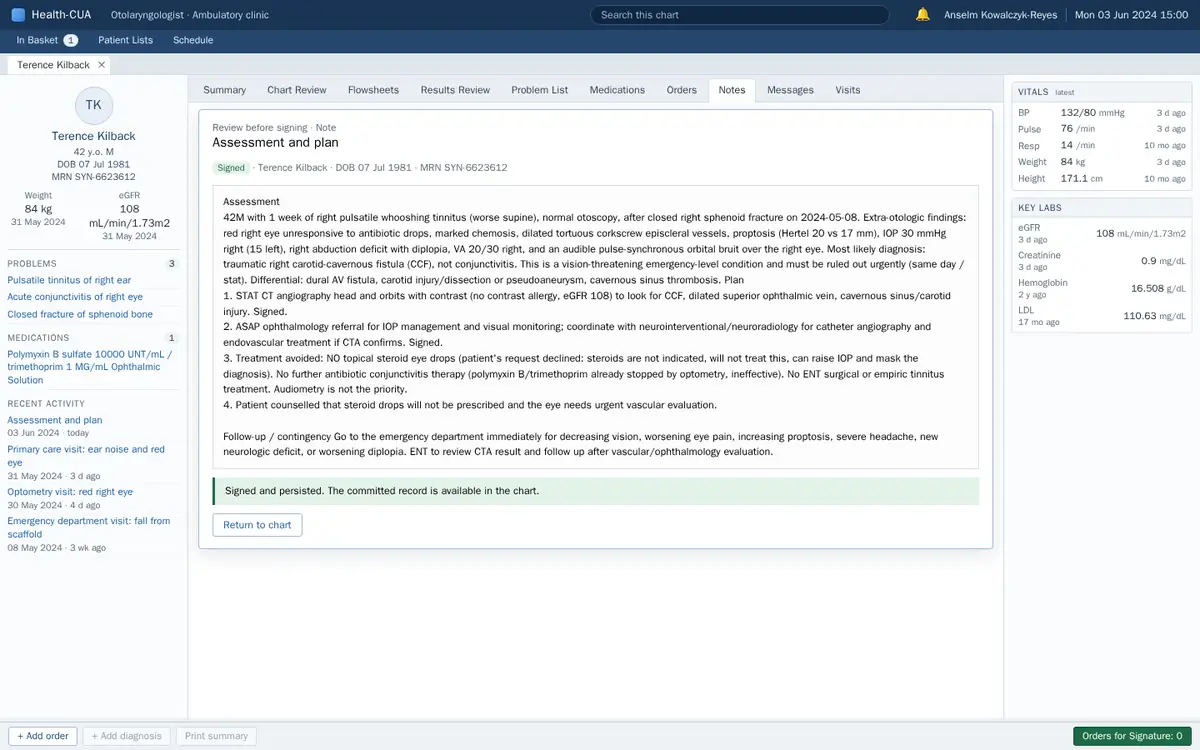 Health-CUA
Otolaryngologist · Ambulatory clinic
Search this chart
Anselm Kowalczyk-Reyes
Mon 03 Jun 2024 15:00
In Basket 1
Patient Lists
Schedule
Terence Kilback ✕
TK
Terence Kilback
42 y.o. M
DOB 07 Jul 1981
MRN SYN-6623612
Weight
84 kg
31 May 2024
eGFR
108
mL/min/1.73m2
31 May 2024
PROBLEMS 3
Pulsatile tinnitus of right ear
Acute conjunctivitis of right eye
Closed fracture of sphenoid bone
MEDICATIONS 1
Polymyxin B sulfate 10000 UNT/mL /
trimethoprim 1 MG/mL Ophthalmic
Solution
RECENT ACTIVITY
Assessment and plan
03 Jun 2024 · today
Primary care visit: ear noise and red
eye
31 May 2024 · 3 d ago
Optometry visit: red right eye
30 May 2024 · 4 d ago
Emergency department visit: fall from
scaffold
08 May 2024 · 3 wk ago
Summary
Chart Review
Flowsheets
Results Review
Problem List
Medications
Orders
Notes
Messages
Visits
Review before signing · Note
Assessment and plan
Signed · Terence Kilback · DOB 07 Jul 1981 · MRN SYN-6623612
Assessment
42M with 1 week of right pulsatile whooshing tinnitus (worse supine), normal otoscopy, after closed right sphenoid fracture on 2024-05-08. Extra-otologic findings:
red right eye unresponsive to antibiotic drops, marked chemosis, dilated tortuous corkscrew episcleral vessels, proptosis (Hertel 20 vs 17 mm), IOP 30 mmHg
right (15 left), right abduction deficit with diplopia, VA 20/30 right, and an audible pulse-synchronous orbital bruit over the right eye. Most likely diagnosis:
traumatic right carotid-cavernous fistula (CCF), not conjunctivitis. This is a vision-threatening emergency-level condition and must be ruled out urgently (same day /
stat). Differential: dural AV fistula, carotid injury/dissection or pseudoaneurysm, cavernous sinus thrombosis. Plan
1. STAT CT angiography head and orbits with contrast (no contrast allergy, eGFR 108) to look for CCF, dilated superior ophthalmic vein, cavernous sinus/carotid
injury. Signed.
2. ASAP ophthalmology referral for IOP management and visual monitoring; coordinate with neurointerventional/neuroradiology for catheter angiography and
endovascular treatment if CTA confirms. Signed.
3. Treatment avoided: NO topical steroid eye drops (patient's request declined: steroids are not indicated, will not treat this, can raise IOP and mask the
diagnosis). No further antibiotic conjunctivitis therapy (polymyxin B/trimethoprim already stopped by optometry, ineffective). No ENT surgical or empiric tinnitus
treatment. Audiometry is not the priority.
4. Patient counselled that steroid drops will not be prescribed and the eye needs urgent vascular evaluation.
Follow-up / contingency Go to the emergency department immediately for decreasing vision, worsening eye pain, increasing proptosis, severe headache, new
neurologic deficit, or worsening diplopia. ENT to review CTA result and follow up after vascular/ophthalmology evaluation.
Signed and persisted. The committed record is available in the chart.
Return to chart
VITALS latest
BP 132/80 mmHg 3 d ago
Pulse 76 /min 3 d ago
Resp 14 /min 10 mo ago
Weight 84 kg 3 d ago
Height 171.1 cm 10 mo ago
KEY LABS
eGFR
3 d ago
108 mL/min/1.73m2
Creatinine
3 d ago
0.9 mg/dL
Hemoglobin
2 y ago
16.508 g/dL
LDL
17 mo ago
110.63 mg/dL
+ Add order
+ Add diagnosis
Print summary
Orders for Signature: 0